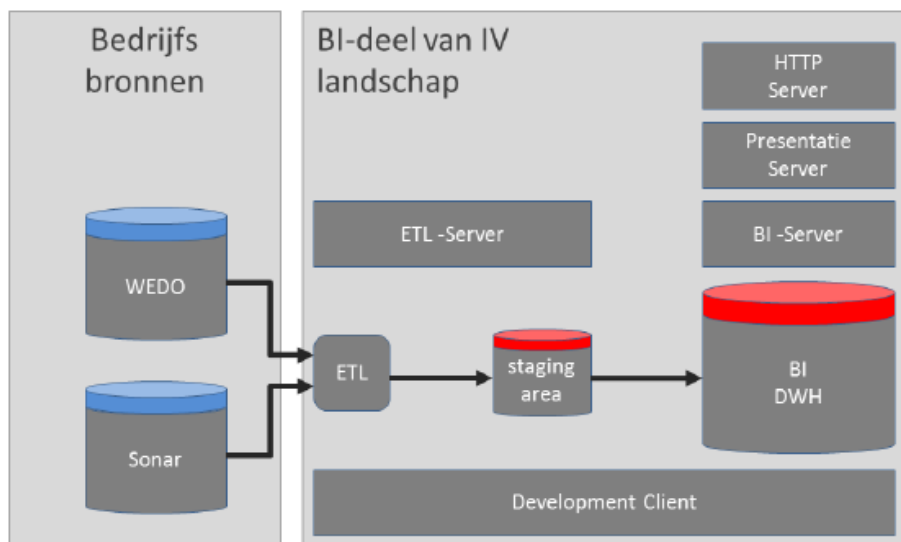 Bedrijfs
bronnen
BI-deel van IV
landschap
HTTP
Server
Presentatie
Server
ETL -Server
BI -Server
WEDO
ETL
staging
area
BI
DWH
Sonar
Development Client